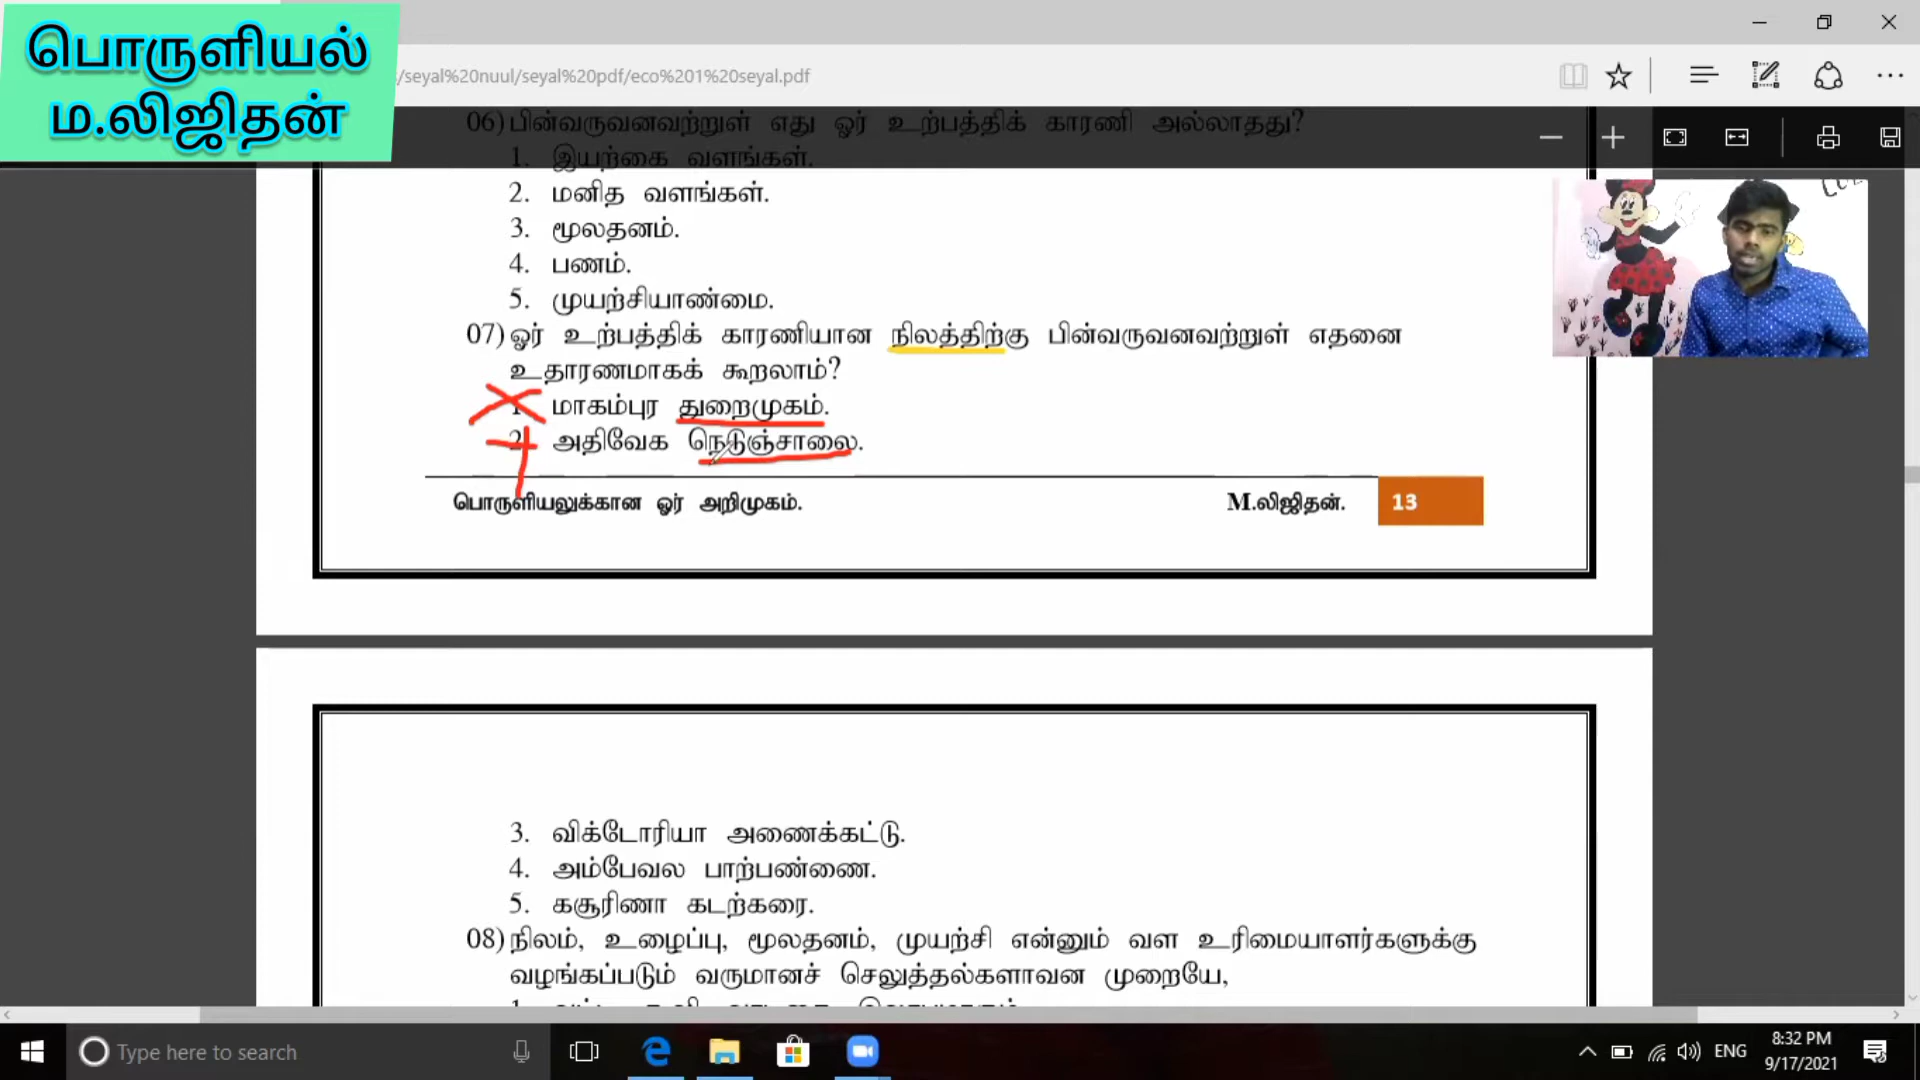 பொருளியல்
ம.லிஜிதன்
/seyal%20nuul/seyal%20pdf/eco%201%20seyal.pdf
06) பின்வருவனவற்றுள் எது ஓர் உற்பத்திக் காரணி அல்லாதது?
1. இயற்கை வளங்கள்.
2. மனித வளங்கள்.
3. மூலதனம்.
4. பணம்.
5. முயற்சியாண்மை.
07) ஓர் உற்பத்திக் காரணியான நிலத்திற்கு பின்வருவனவற்றுள் எதனை
உதாரணமாகக் கூறலாம்?
1. மாகம்புர துறைமுகம்.
2. அதிவேக நெடுஞ்சாலை.
பொருளியலுக்கான ஓர் அறிமுகம். M.லிஜிதன். 13
3. விக்டோரியா அணைக்கட்டு.
4. அம்பேவல பாற்பண்ணை.
5. கசூரிணா கடற்கரை.
08) நிலம், உழைப்பு, மூலதனம், முயற்சி என்னும் வள உரிமையாளர்களுக்கு
வழங்கப்படும் வருமானச் செலுத்தல்களாவன முறையே,
Type here to search
ENG
8:32 PM
9/17/2021